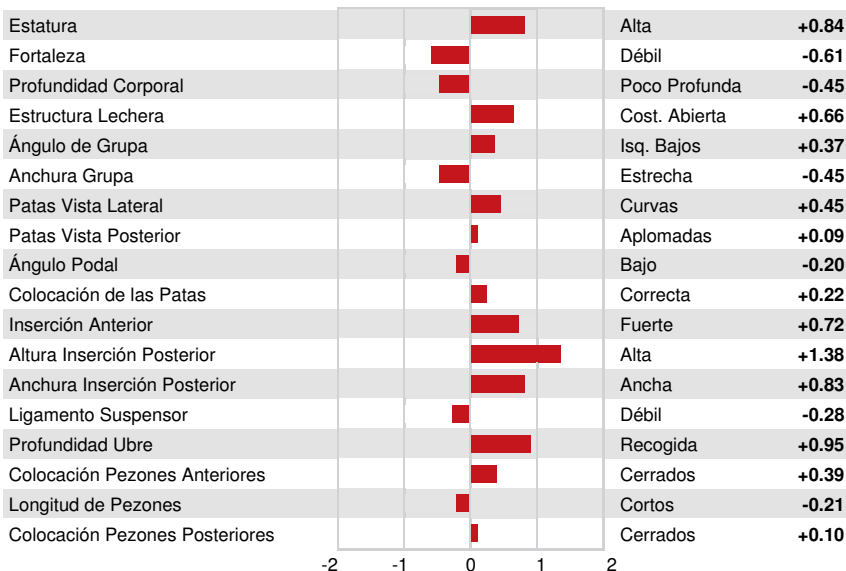 Estatura Alta +0.84
Fortaleza Débil -0.61
Profundidad Corporal Poco Profunda -0.45
Estructura Lechera Cost. Abierta +0.66
Ángulo de Grupa Isq. Bajos +0.37
Anchura Grupa Estrecha -0.45
Patas Vista Lateral Curvas +0.45
Patas Vista Posterior Aplomadas +0.09
Ángulo Podal Bajo -0.20
Colocación de las Patas Correcta +0.22
Inserción Anterior Fuerte +0.72
Altura Inserción Posterior Alta +1.38
Anchura Inserción Posterior Ancha +0.83
Ligamento Suspensor Débil -0.28
Profundidad Ubre Recogida +0.95
Colocación Pezones Anteriores Cerrados +0.39
Longitud de Pezones Cortos -0.21
Colocación Pezones Posteriores Cerrados +0.10
-2 -1 0 1 2